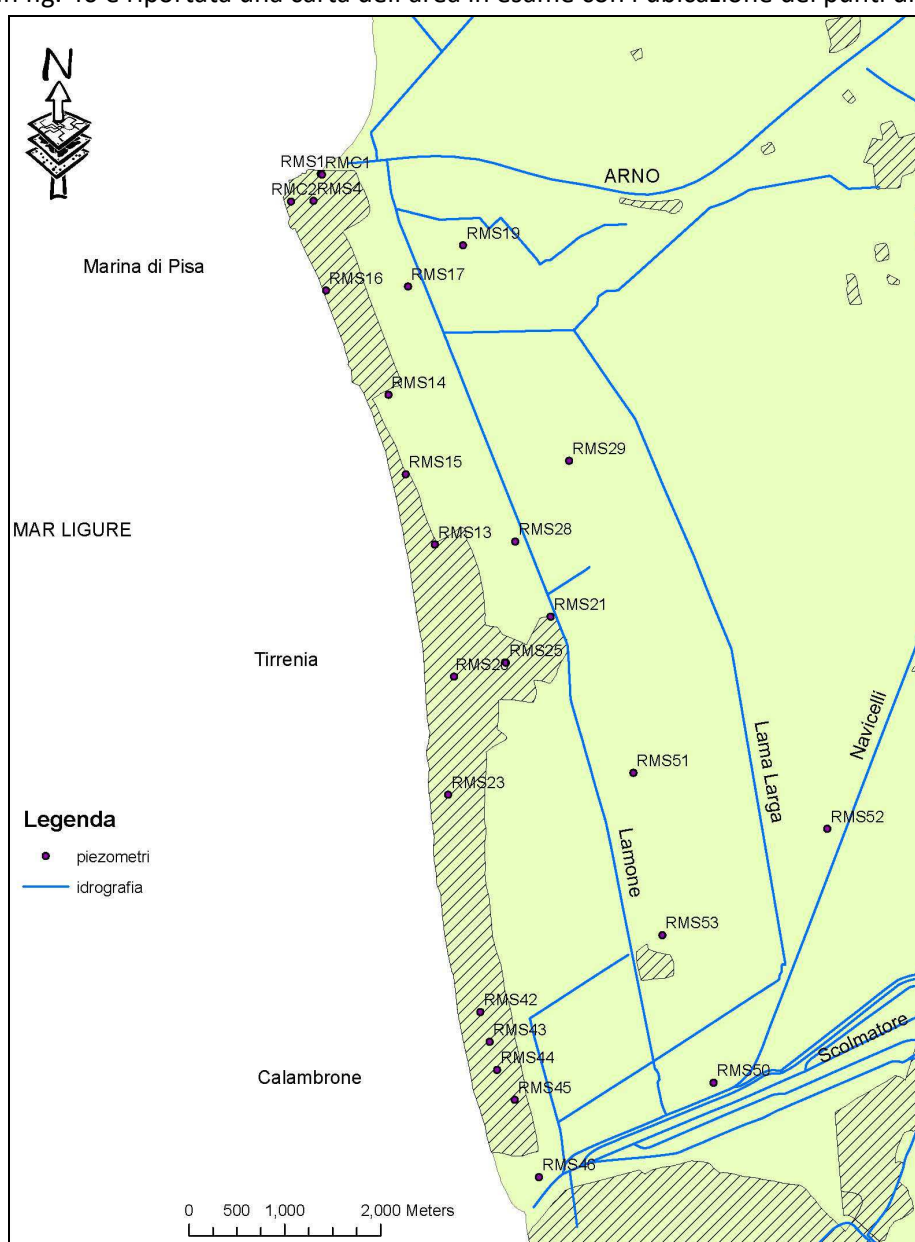 fig. è riportata una carta dell'area in esame con l'ubicazione dei punti di
N
RMS1
RMC1
ARNO
RMC2
RMS4
RMS19
Marina di Pisa
RMS17
RMS16
RMS14
RMS29
RMS15
MAR LIGURE
RMS28
RMS13
RMS21
Tirrenia
RMS25
Navicelli
Lama Larga
RMS51
RMS23
Legenda
RMS52
piezometri
Lamone
idrografia
RMS53
RMS42
RMS43
Scolmatore
RMS44
Calambrone
RMS50
RMS45
RMS46
0 500 1,000 2,000 Meters